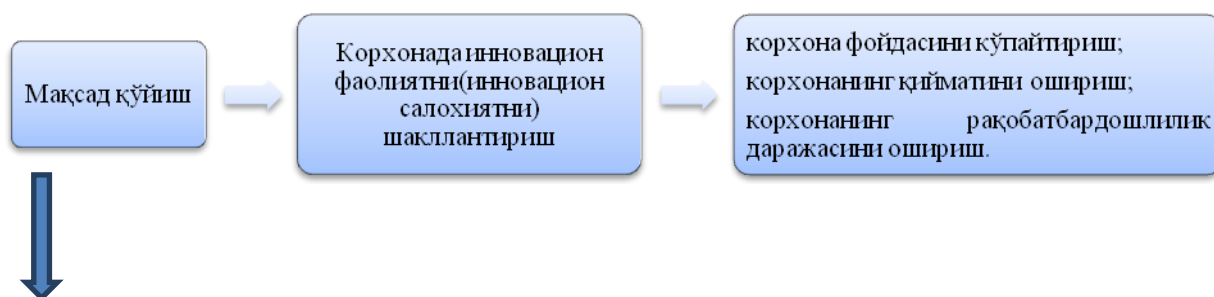 Мақсад қўйиш
Корхонада инновацион
фаолиятни(инновацион
салохиятни)
шакллантириш
корхона фойдасини кўпайтириш;
корхонанинг қийматини ошириш;
корхонанинг рақобатбардошлилик
даражасини ошириш.